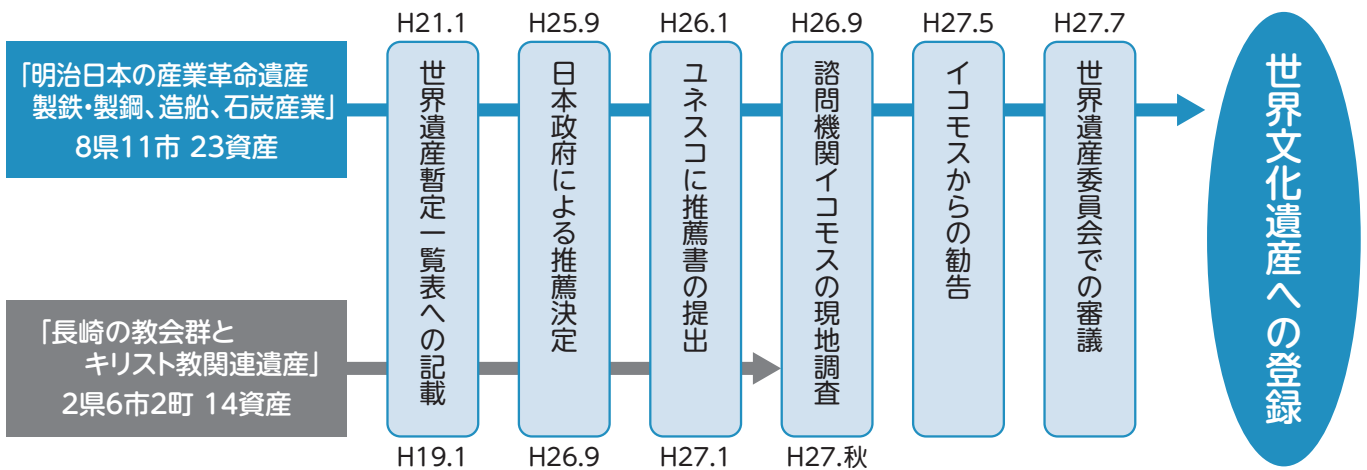 H21.1
H25.9
H26.1
H26.9
H27.5
H27.7
「明治日本の産業革命遺産
製鉄・製鋼、造船、石炭産業」
8県11市 23資産
世界遺産暫定一覧表への記載
日本政府による推薦決定
ユネスコに推薦書の提出
諮問機関イコモスの現地調査
イコモスからの勧告
世界遺産委員会での審議
世界文化遺産への登録
「長崎の教会群と
キリスト教関連遺産」
2県6市2町 14資産
H19.1
H26.9
H27.1
H27.秋